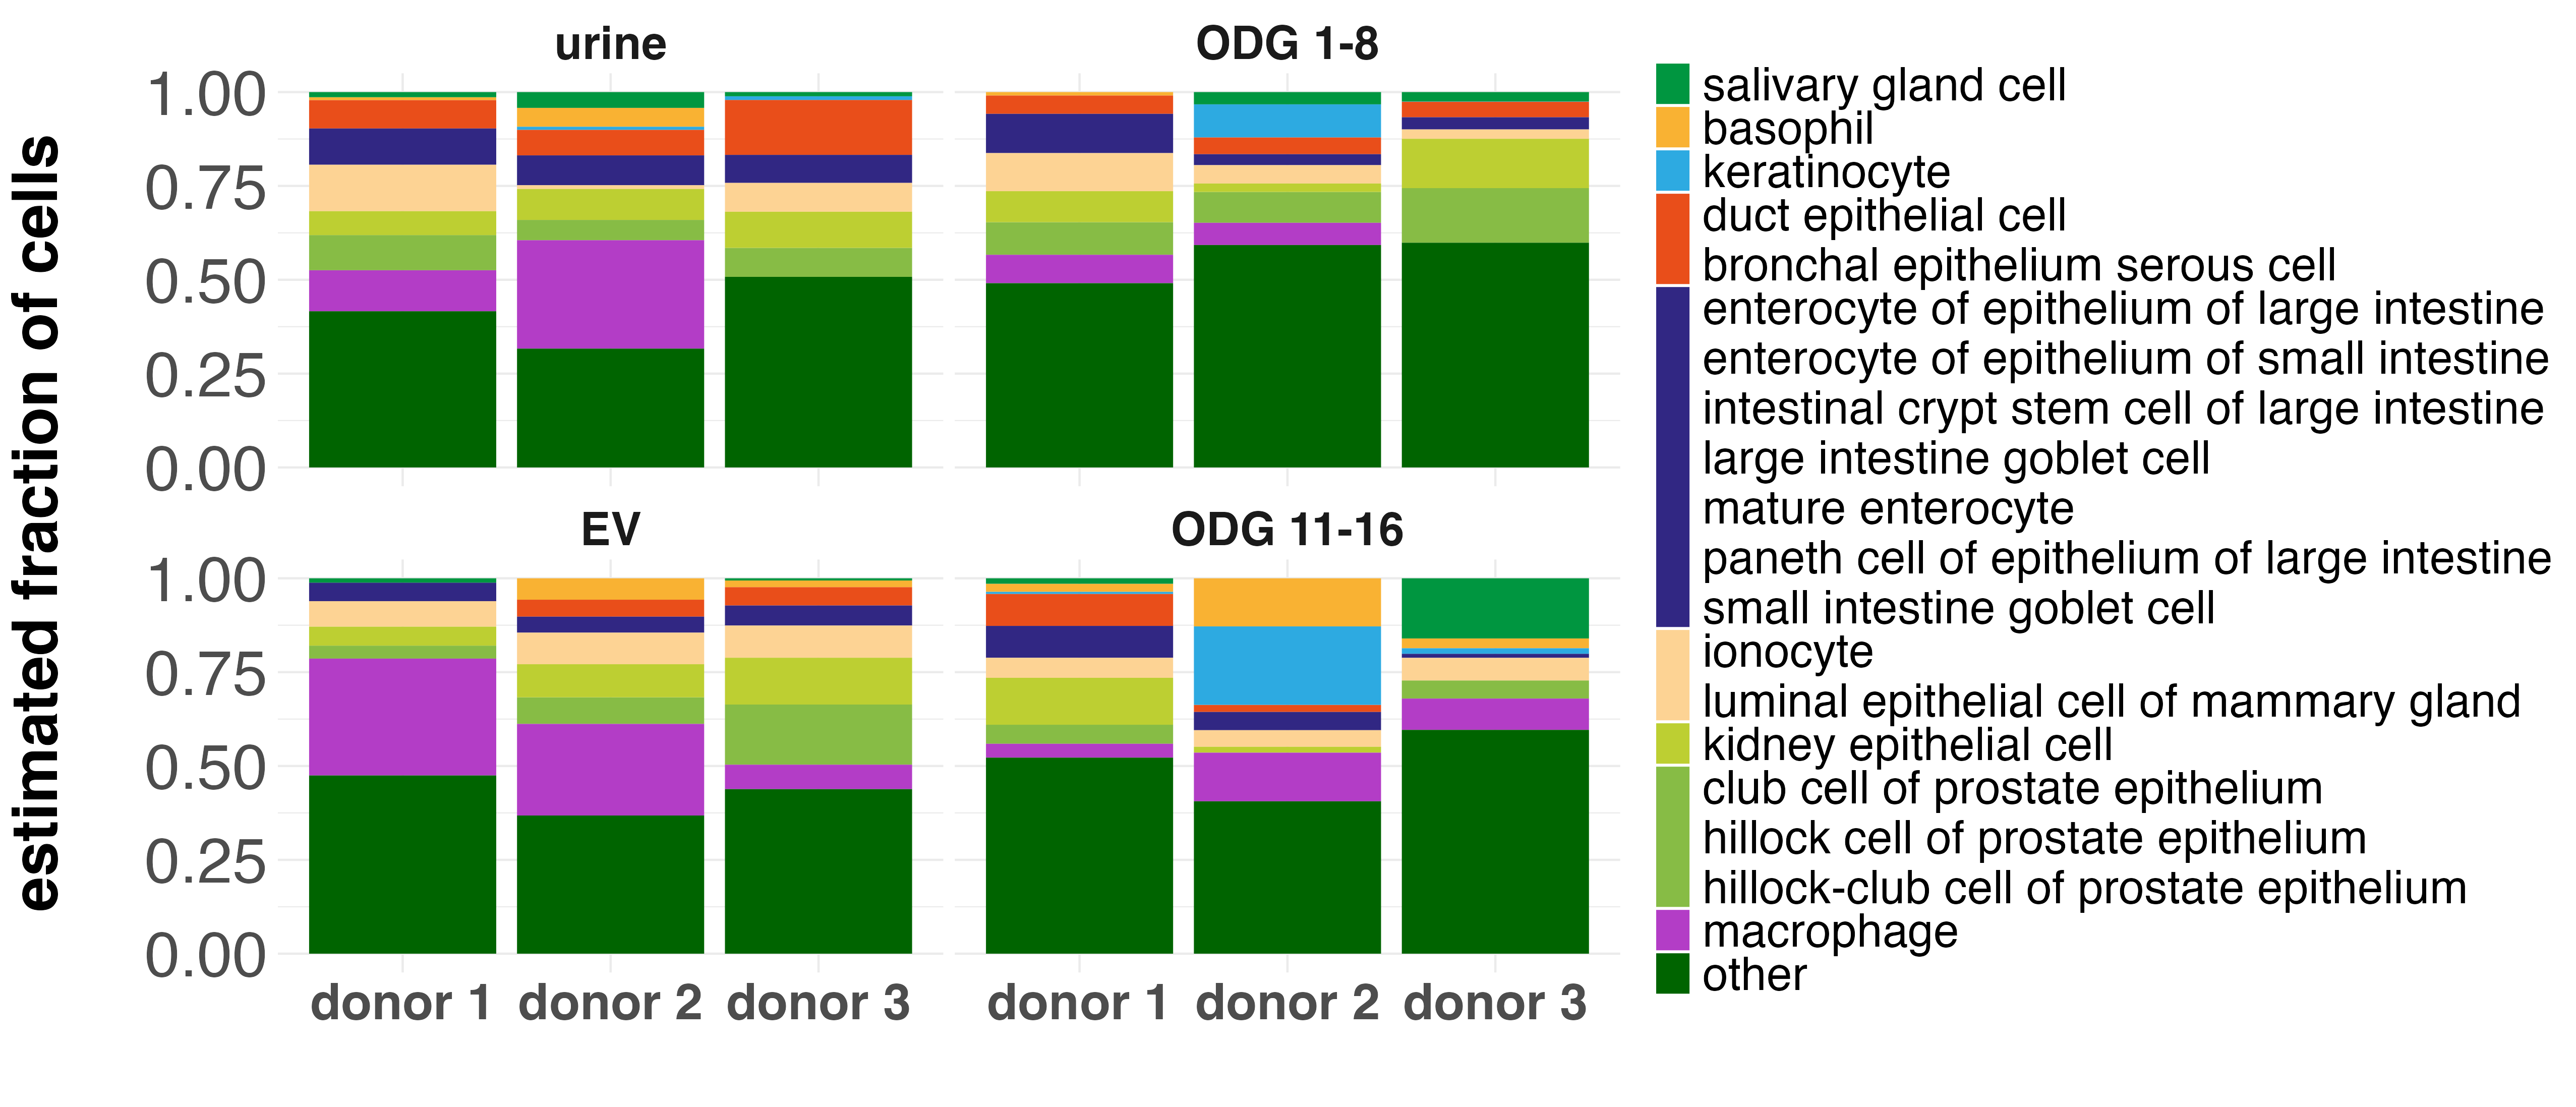 urine
ODG 1-8
estimated fraction of cells
1.00
0.75
0.50
0.25
0.00
EV
ODG 11-16
1.00
0.75
0.50
0.25
0.00
donor 1
donor 2
donor 3
donor 1
donor 2
donor 3
salivary gland cell
basophil
keratinocyte
duct epithelial cell
bronchal epithelium serous cell
enterocyte of epithelium of large intestine
enterocyte of epithelium of small intestine
intestinal crypt stem cell of large intestine
large intestine goblet cell
mature enterocyte
paneth cell of epithelium of large intestine
small intestine goblet cell
ionocyte
luminal epithelial cell of mammary gland
kidney epithelial cell
club cell of prostate epithelium
hillock cell of prostate epithelium
hillock-club cell of prostate epithelium
macrophage
other